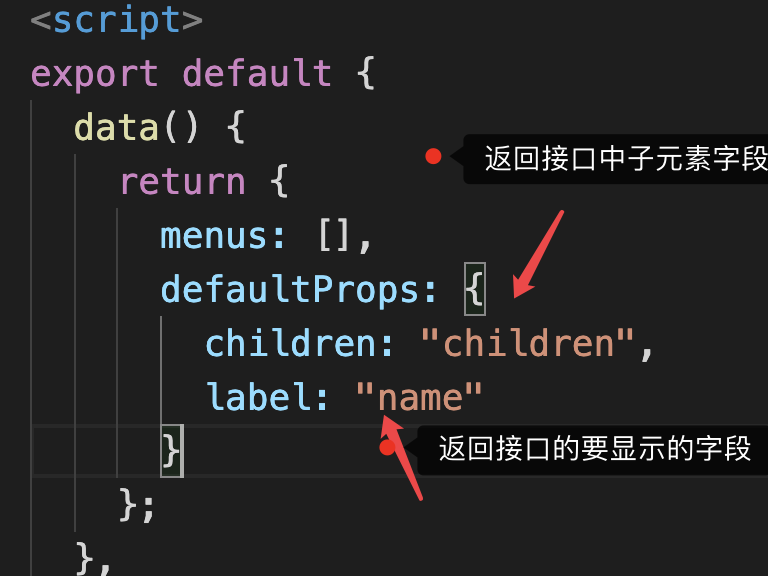 <script>
export default {
data() {
返回接口中子元素字段
return {
menus: [],
defaultProps: {
children: "children",
label: "name"
}
返回接口的要显示的字段
};
},